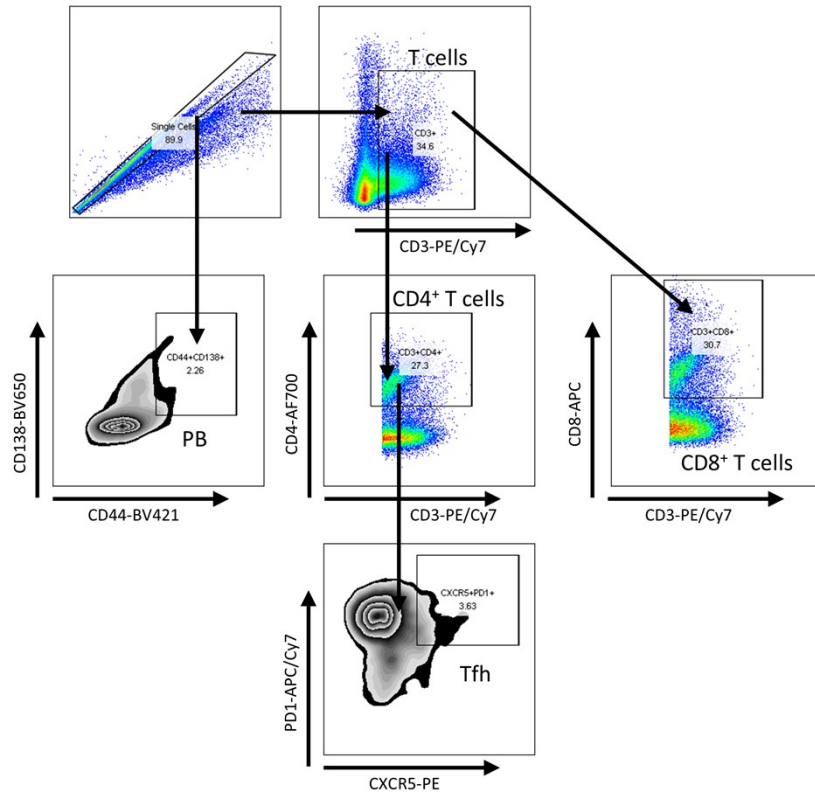 T cells
Single Cells
89.9
CD3+
34.6
CD3-PE/Cy7
CD138-BV650
CD44+CD138+
2.26
PB
CD44-BV421
CD4-AF700
CD4⁺ T cells
CD3+CD4+
27.3
CD3-PE/Cy7
CD8-APC
CD3+CD8+
30.7
CD8⁺ T cells
CD3-PE/Cy7
PD1-APC/Cy7
CXCR5+PD1+
3.63
Tfh
CXCR5-PE